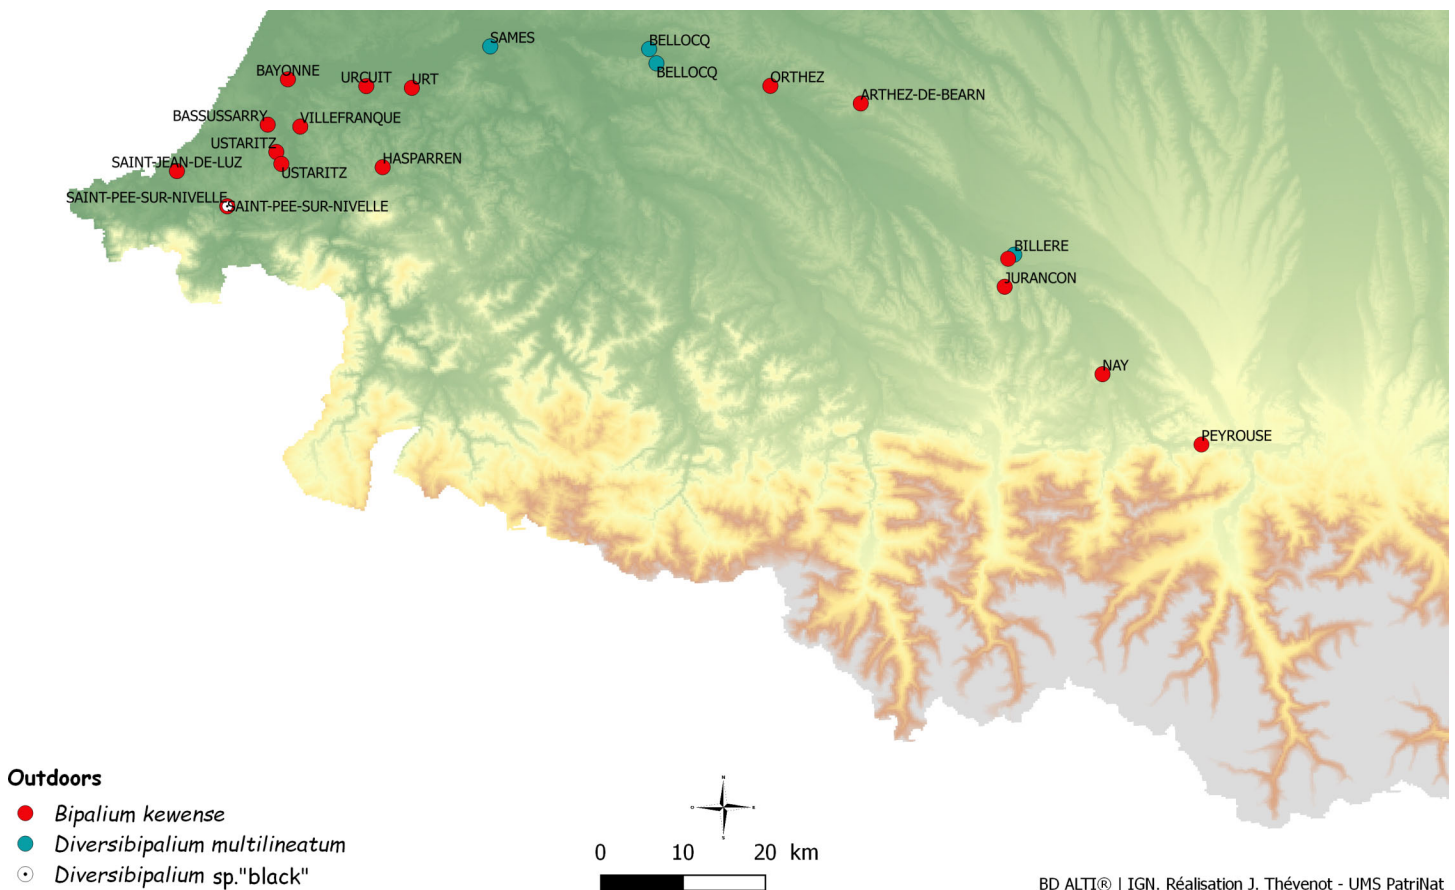 SAMES
BELLOCQ
BELLOCQ
BAYONNE
URCUIT
URT
ORTHEZ
ARTHEZ-DE-BEARN
BASSUSSARRY
VILLEFRANQUE
USTARITZ
SAINT-JEAN-DE-LUZ
HASPARREN
USTARITZ
SAINT-PEE-SUR-NIVELLE
SAINT-PEE-SUR-NIVELLE
BILLERE
JURANCON
NAY
PEYROUSE
Outdoors
Bipalium kewense
Diversibipalium multilineatum
Diversibipalium sp."black"
N
O
E
S
0 10 20 km
BD ALTI® | IGN. Réalisation J. Thévenot - UMS PatriNat